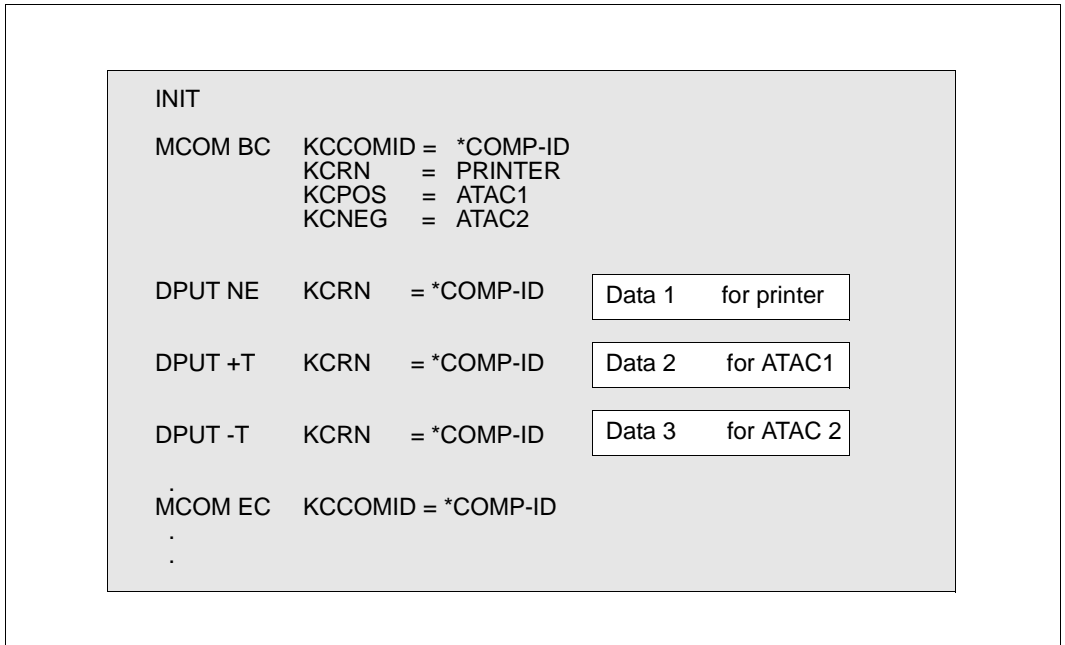 INIT
MCOM BC KCCOMID = *COMP-ID
KCRN = PRINTER
KCPOS = ATAC1
KCNEG = ATAC2
DPUT NE KCRN = *COMP-ID Data 1 for printer
DPUT +T KCRN = *COMP-ID Data 2 for ATAC1
DPUT -T KCRN = *COMP-ID Data 3 for ATAC 2
.
MCOM EC KCCOMID = *COMP-ID
.
.